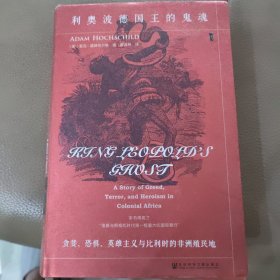 利奥波德国王的鬼魂
ADAM HOCHSCHILD
KING LEOPOLD'S
GHOST
A Story of Greed,
Terror, and Heroism in
Colonial Africa
贪婪、恐惧、英雄主义与比利时的非洲殖民地